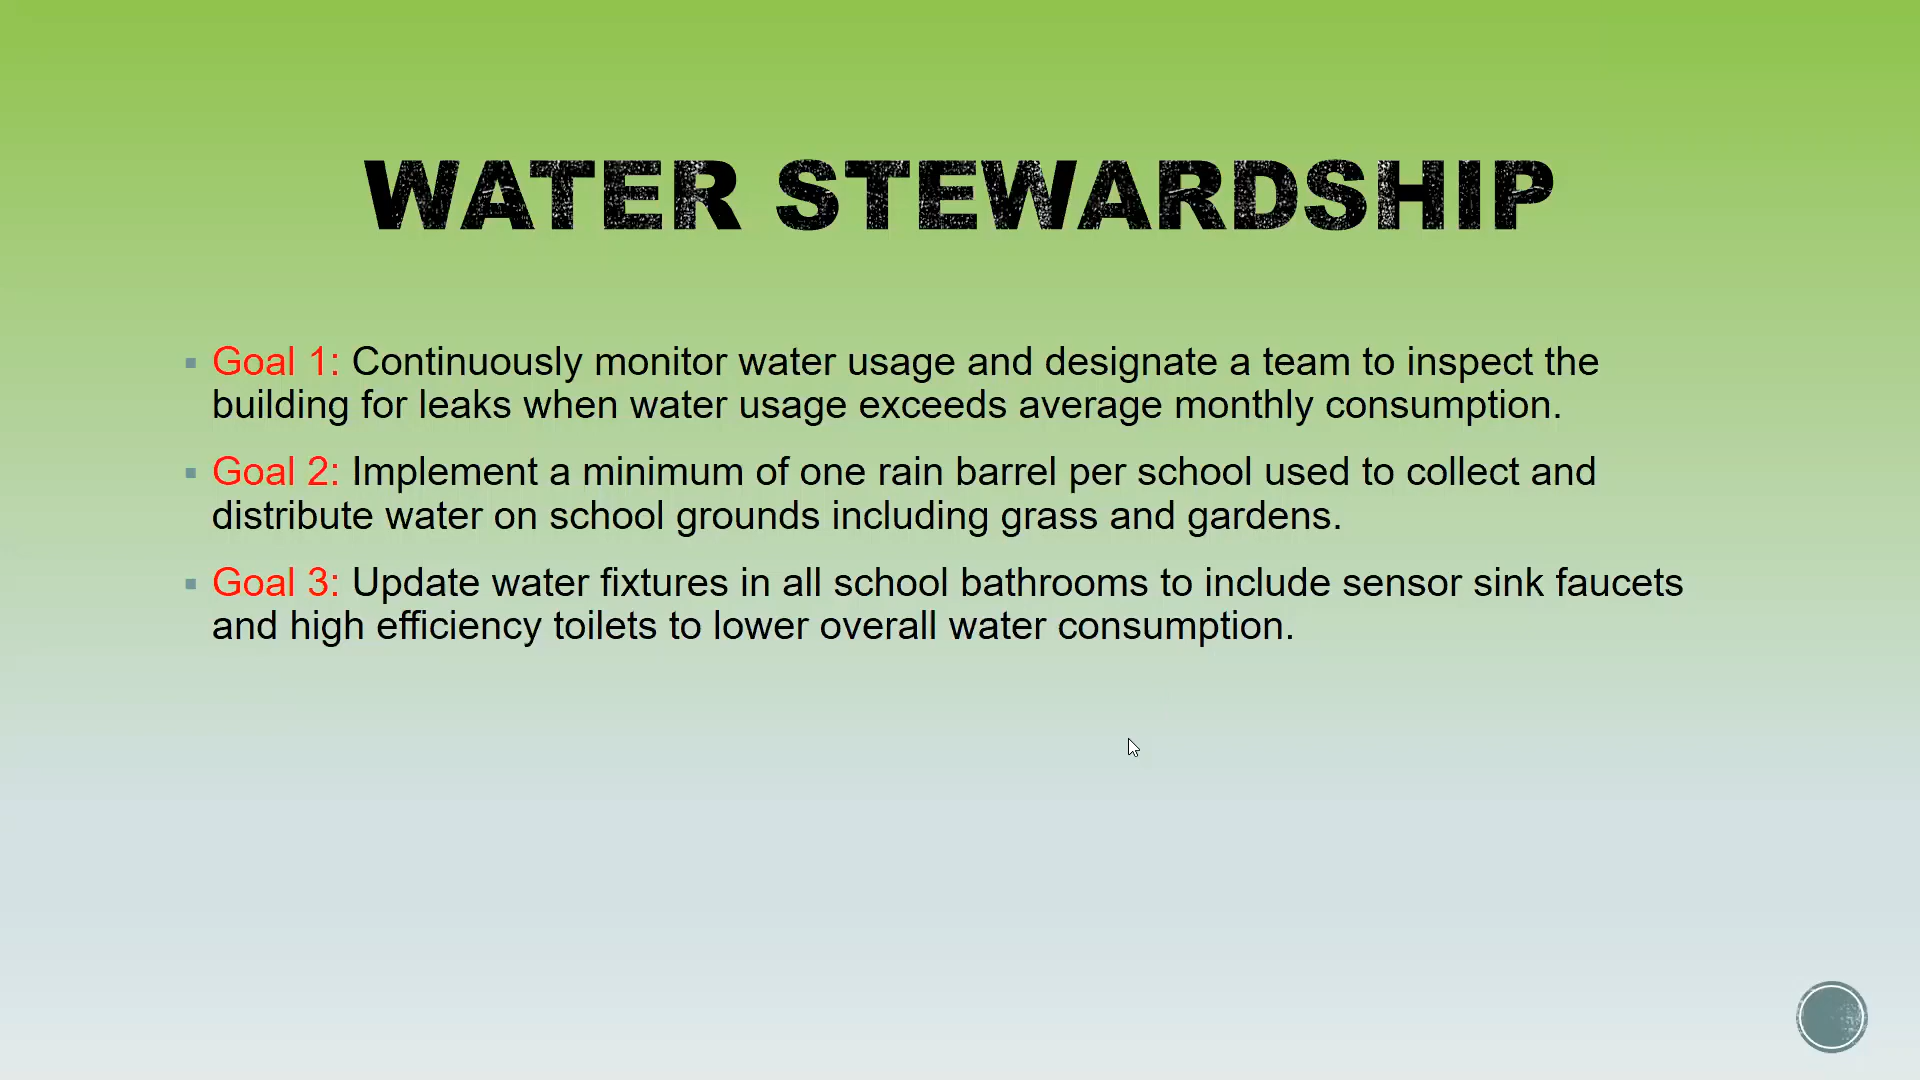 WATER STEWARDSHIP
Goal 1: Continuously monitor water usage and designate a team to inspect the
building for leaks when water usage exceeds average monthly consumption.
Goal 2: Implement a minimum of one rain barrel per school used to collect and
distribute water on school grounds including grass and gardens.
Goal 3: Update water fixtures in all school bathrooms to include sensor sink faucets
and high efficiency toilets to lower overall water consumption.